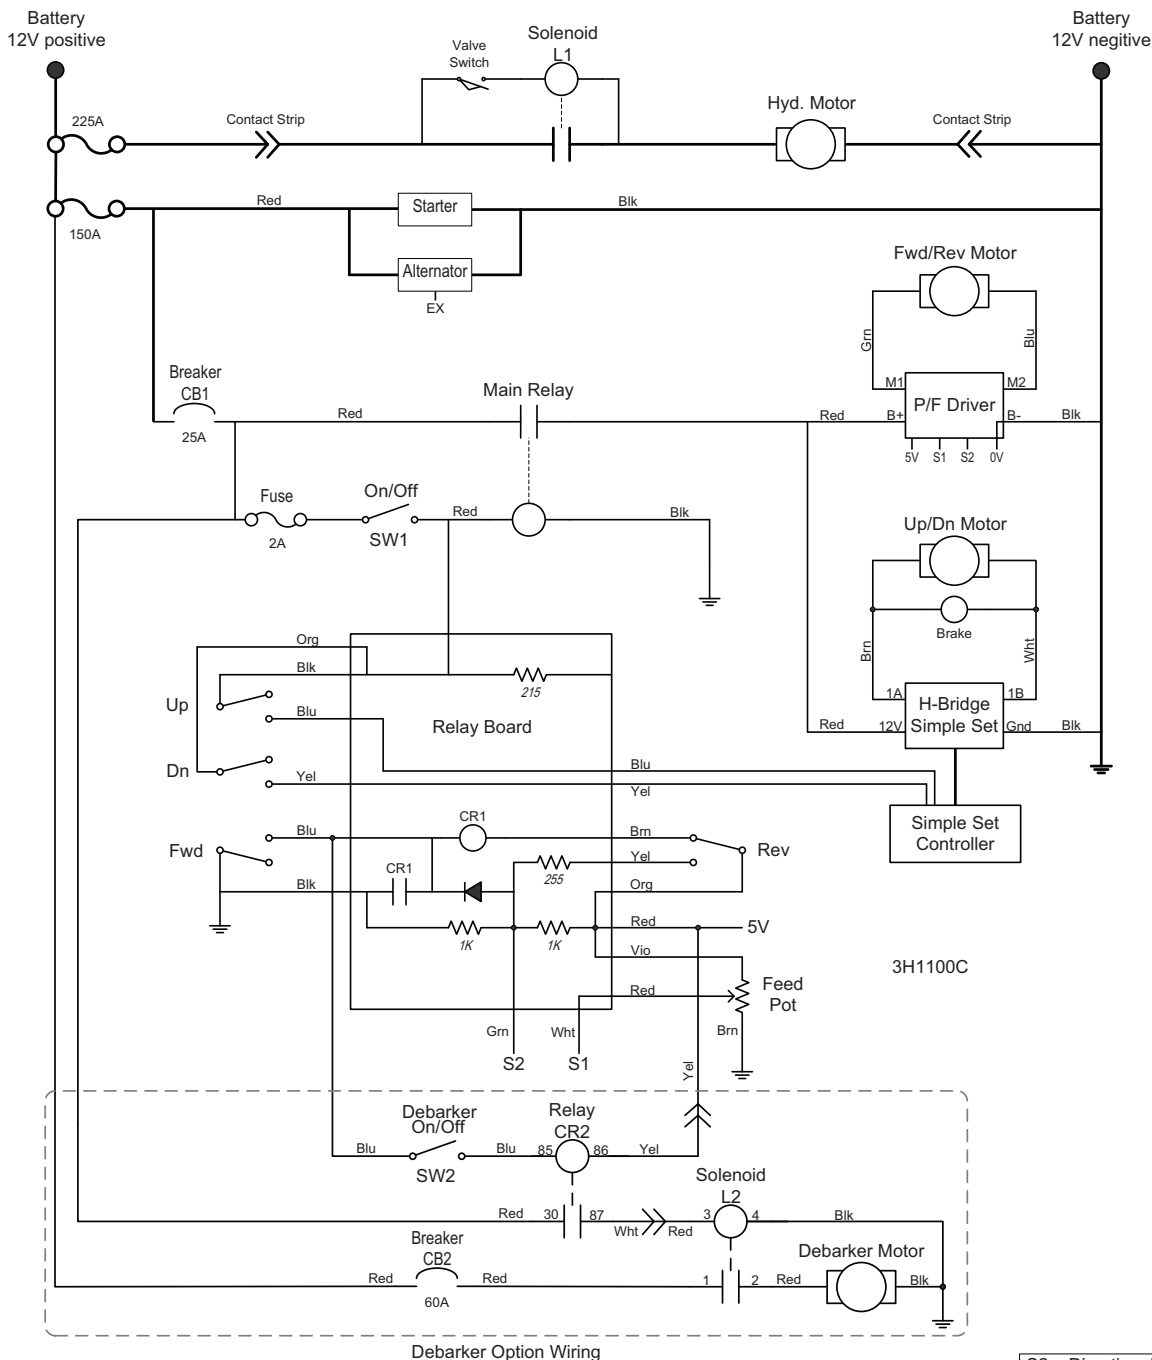 Battery
12V positive
Battery
12V negitive
Solenoid
L1
Valve
Switch
Hyd. Motor
225A
Contact Strip
Contact Strip
Red
Starter
Blk
150A
Alternator
EX
Fwd/Rev Motor
Grn
Blu
Breaker
CB1
25A
Red
Main Relay
M1
M2
P/F Driver
Red
B+
B-
Blk
5V
S1
S2
0V
Fuse
2A
On/Off
SW1
Red
Blk
Up/Dn Motor
Brake
Brn
Wht
Org
Blk
215
1A
1B
H-Bridge
Simple Set
Red
12V
Gnd
Blk
Up
Blu
Relay Board
Dn
Yel
Blu
Yel
Simple Set
Controller
CR1
Blu
Brn
Fwd
Rev
CR1
Yel
255
Blk
Org
1K
1K
Red
5V
Vio
3H1100C
Red
Feed
Pot
Grn
Wht
Brn
S2
S1
Yel
Debarker
On/Off
Relay
CR2
Blu
Blu
85
86
Yel
SW2
Solenoid
L2
Red
30
87
Wht
Red
3
4
Blk
Breaker
CB2
Debarker Motor
Red
Red
60A
1
2
Red
Blk
Debarker Option Wiring